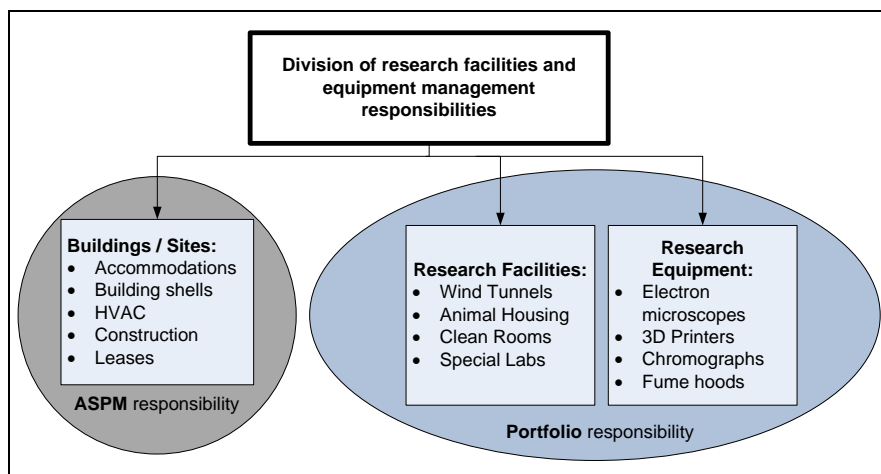 Division of research facilities and
equipment management
responsibilities
Buildings / Sites:
• Accommodations
• Building shells
• HVAC
• Construction
• Leases
ASPM responsibility
Research Facilities:
• Wind Tunnels
• Animal Housing
• Clean Rooms
• Special Labs
Research
Equipment:
• Electron
microscopes
• 3D Printers
• Chromographs
• Fume hoods
Portfolio responsibility